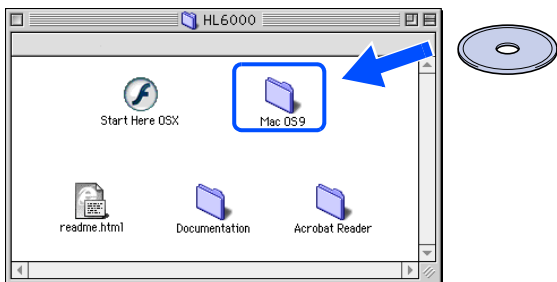 HL6000
Start Here OSX
Mac OS9
readme.html
Documentation
Acrobat Reader